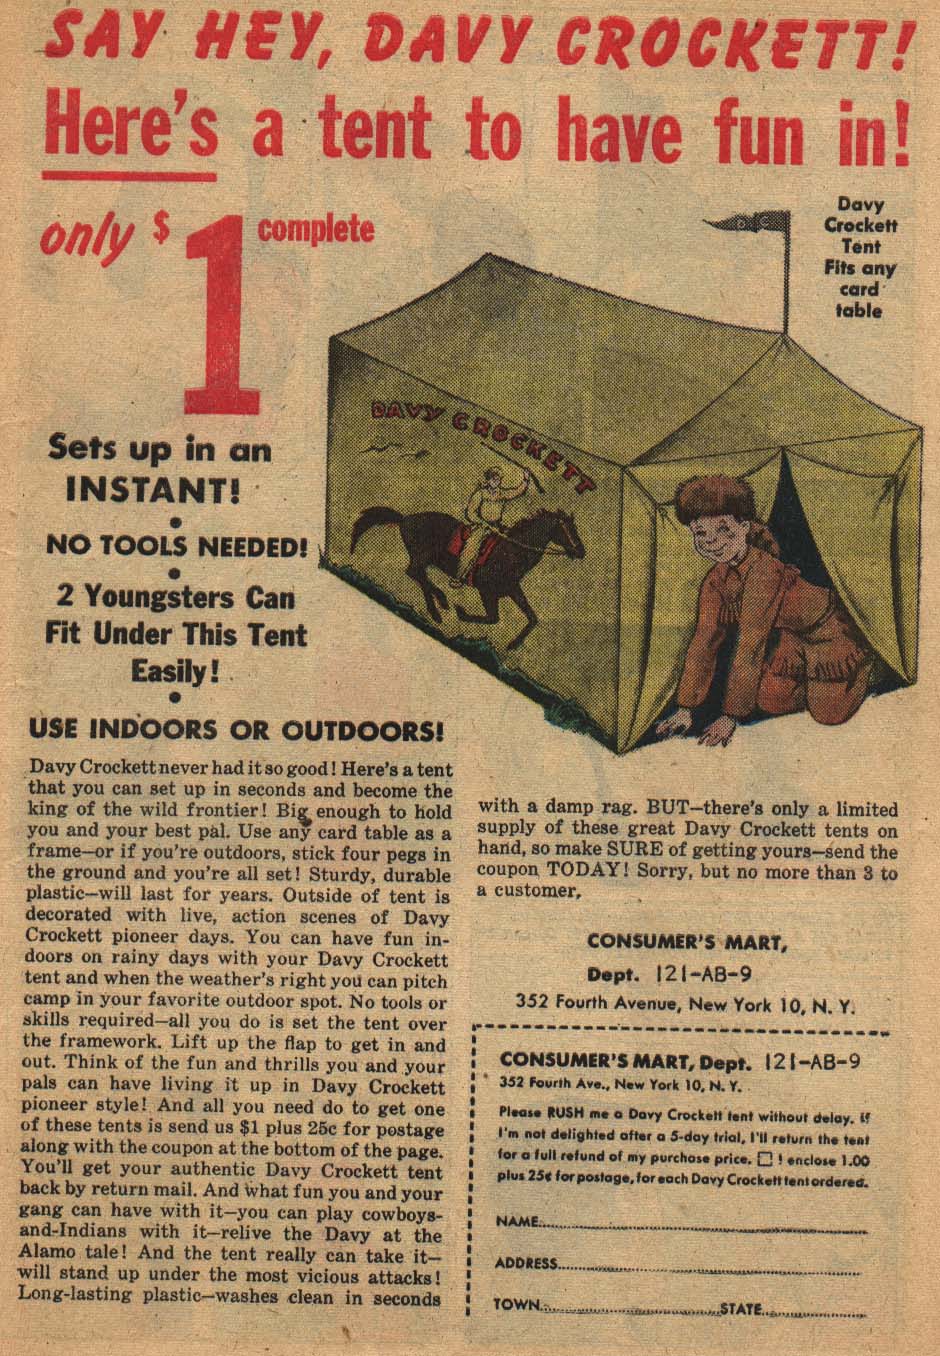 SAY HEY, DAVY CROCKETT!
Here's a tent to have fun in!
only $1 complete
Davy
Crockett
Tent
Fits any
card
table
DC
DAVY CROCKETT
Sets up in an
INSTANT!
•
NO TOOLS NEEDED!
•
2 Youngsters Can
Fit Under This Tent
Easily!
•
USE INDOORS OR OUTDOORS!
Davy Crockett never had it so good! Here's a tent
that you can set up in seconds and become the
king of the wild frontier! Big enough to hold
you and your best pal. Use any card table as a
frame—or if you're outdoors, stick four pegs in
the ground and you're all set! Sturdy, durable
plastic—will last for years. Outside of tent is
decorated with live, action scenes of Davy
Crockett pioneer days. You can have fun in-
doors on rainy days with your Davy Crockett
tent and when the weather's right you can pitch
camp in your favorite outdoor spot. No tools or
skills required—all you do is set the tent over
the framework. Lift up the flap to get in and
out. Think of the fun and thrills you and your
pals can have living it up in Davy Crockett
pioneer style! And all you need do to get one
of these tents is send us $1 plus 25c for postage
along with the coupon at the bottom of the page.
You'll get your authentic Davy Crockett tent
back by return mail. And what fun you and your
gang can have with it—you can play cowboys-
and-Indians with it—relive the Davy at the
Alamo tale! And the tent really can take it—
will stand up under the most vicious attacks!
Long-lasting plastic—washes clean in seconds
with a damp rag. BUT—there's only a limited
supply of these great Davy Crockett tents on
hand, so make SURE of getting yours—send the
coupon TODAY! Sorry, but no more than 3 to
a customer.
CONSUMER'S MART,
Dept. 121-AB-9
352 Fourth Avenue, New York 10, N. Y.
CONSUMER'S MART, Dept. 121-AB-9
352 Fourth Ave., New York 10, N. Y.
Please RUSH me a Davy Crockett tent without delay. If
I'm not delighted after a 5-day trial, I'll return the tent
for a full refund of my purchase price. ☐ I enclose 1.00
plus 25¢ for postage, for each Davy Crockett tent ordered.
NAME
ADDRESS
TOWN STATE